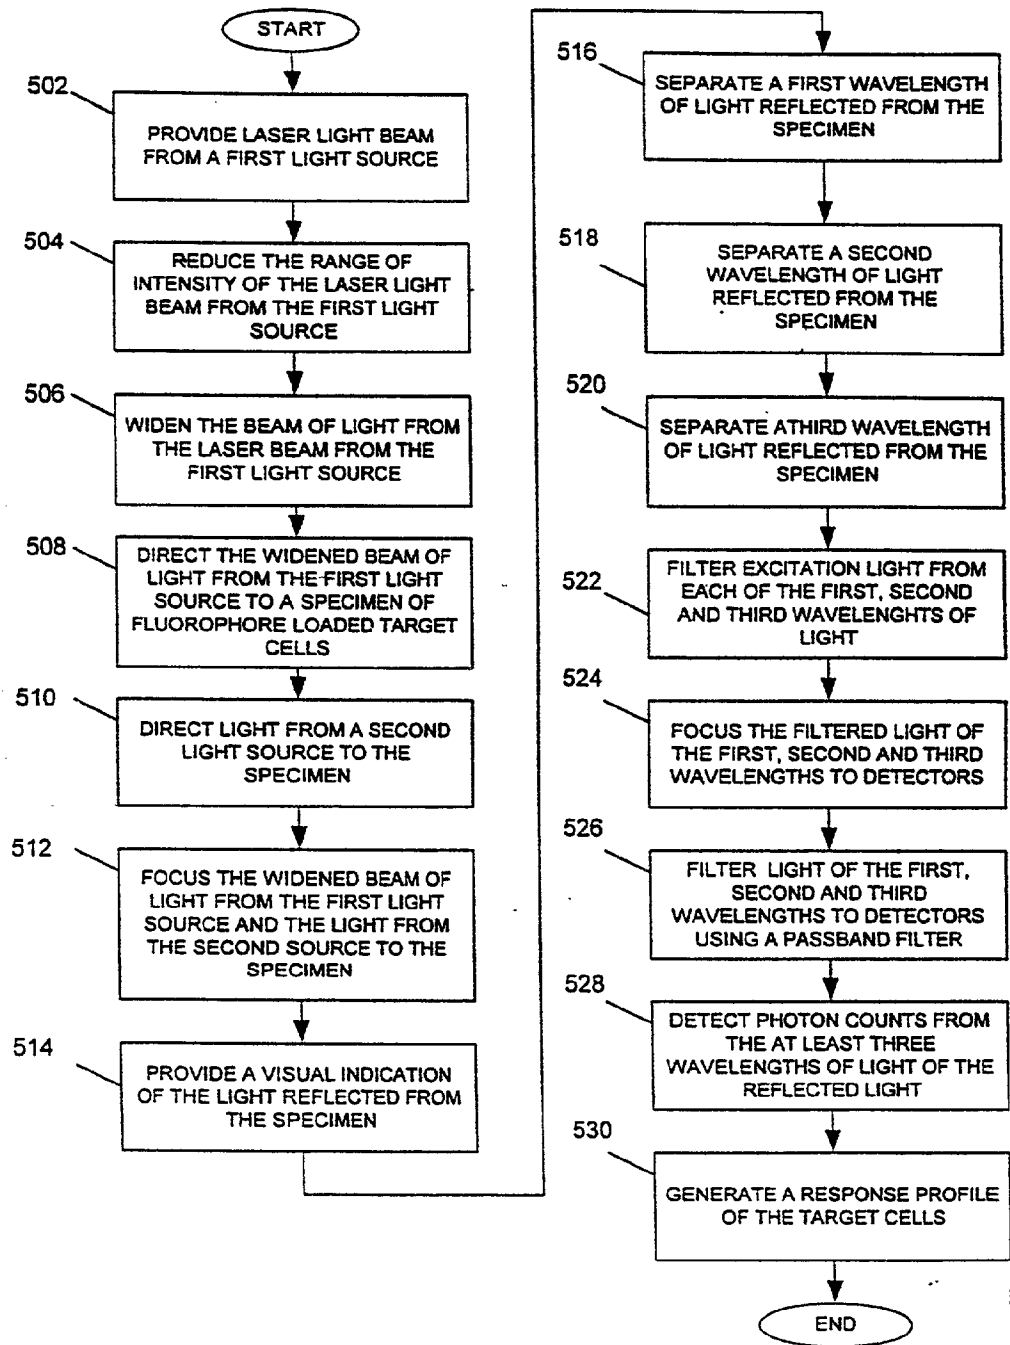 START
502
PROVIDE LASER LIGHT BEAM
FROM A FIRST LIGHT SOURCE
504
REDUCE THE RANGE OF
INTENSITY OF THE LASER LIGHT
BEAM FROM THE FIRST LIGHT
SOURCE
506
WIDEN THE BEAM OF LIGHT FROM
THE LASER BEAM FROM THE
FIRST LIGHT SOURCE
508
DIRECT THE WIDENED BEAM OF
LIGHT FROM THE FIRST LIGHT
SOURCE TO A SPECIMEN OF
FLUOROPHORE LOADED TARGET
CELLS
510
DIRECT LIGHT FROM A SECOND
LIGHT SOURCE TO THE
SPECIMEN
512
FOCUS THE WIDENED BEAM OF
LIGHT FROM THE FIRST LIGHT
SOURCE AND THE LIGHT FROM
THE SECOND SOURCE TO THE
SPECIMEN
514
PROVIDE A VISUAL INDICATION
OF THE LIGHT REFLECTED FROM
THE SPECIMEN
516
SEPARATE A FIRST WAVELENGTH
OF LIGHT REFLECTED FROM THE
SPECIMEN
518
SEPARATE A SECOND
WAVELENGTH OF LIGHT
REFLECTED FROM THE
SPECIMEN
520
SEPARATE ATHIRD WAVELENGTH
OF LIGHT REFLECTED FROM THE
SPECIMEN
522
FILTER EXCITATION LIGHT FROM
EACH OF THE FIRST, SECOND
AND THIRD WAVELENGHTS OF
LIGHT
524
FOCUS THE FILTERED LIGHT OF
THE FIRST, SECOND AND THIRD
WAVELENGTHS TO DETECTORS
526
FILTER LIGHT OF THE FIRST,
SECOND AND THIRD
WAVELENGTHS TO DETECTORS
USING A PASSBAND FILTER
528
DETECT PHOTON COUNTS FROM
THE AT LEAST THREE
WAVELENGTHS OF LIGHT OF THE
REFLECTED LIGHT
530
GENERATE A RESPONSE PROFILE
OF THE TARGET CELLS
END